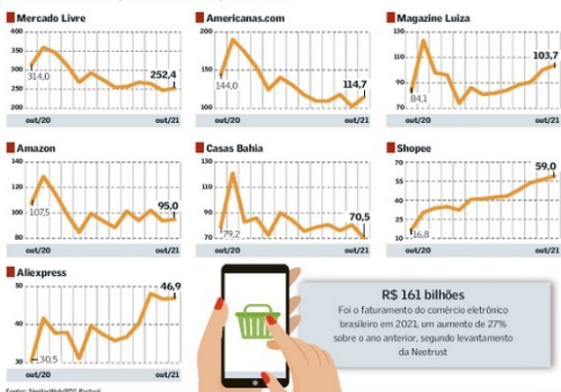 Mercado Livre
400
350
300
250
200
314,0
252,4
out/20
out/21
Americanas.com
200
150
100
144,0
114,7
out/20
out/21
Magazine Luiza
130
110
90
70
84,1
103,7
out/20
out/21
Amazon
140
120
100
80
107,5
95,0
out/20
out/21
Casas Bahia
130
110
90
70
79,2
70,5
out/20
out/21
Shopee
70
55
40
25
10
16,8
59,0
out/20
out/21
Aliexpress
50
40
30
30,5
46,9
R$ 161 bilhões
Foi o faturamento do comércio eletrônico
brasileiro em 2021, um aumento de 27%
sobre o ano anterior, segundo levantamento
da Neotrust